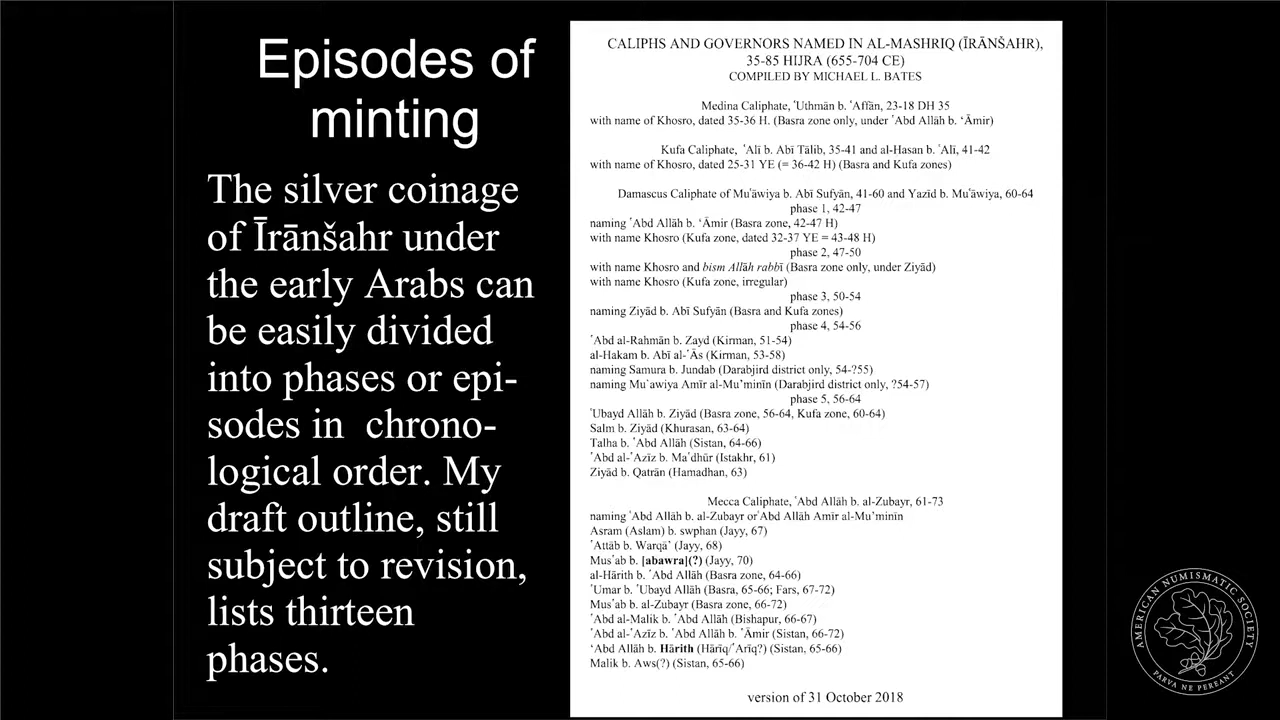 Episodes of
minting
The silver coinage
of Īrānšahr under
the early Arabs can
be easily divided
into phases or epi-
sodes in chrono-
logical order. My
draft outline, still
subject to revision,
lists thirteen
phases.
CALIPHS AND GOVERNORS NAMED IN AL-MASHRIQ (ĪRĀNŠAHR),
35-85 HIJRA (655-704 CE)
COMPILED BY MICHAEL L. BATES
Medina Caliphate, ʿUthmān b. ʿAffān, 23-18 DH 35
with name of Khosro, dated 35-36 H. (Basra zone only, under ʿAbd Allāh b. ‘Āmir)
Kufa Caliphate, ʿAlī b. Abī Tālib, 35-41 and al-Hasan b. ʿAlī, 41-42
with name of Khosro, dated 25-31 YE (= 36-42 H) (Basra and Kufa zones)
Damascus Caliphate of Muʿāwiya b. Abī Sufyān, 41-60 and Yazīd b. Muʿāwiya, 60-64
phase 1, 42-47
naming ʿAbd Allāh b. ‘Āmir (Basra zone, 42-47 H)
with name Khosro (Kufa zone, dated 32-37 YE = 43-48 H)
phase 2, 47-50
with name Khosro and bism Allāh rabbī (Basra zone only, under Ziyād)
with name Khosro (Kufa zone, irregular)
phase 3, 50-54
naming Ziyād b. Abī Sufyān (Basra and Kufa zones)
phase 4, 54-56
ʿAbd al-Rahmān b. Zayd (Kirman, 51-54)
al-Hakam b. Abī al-ʿĀs (Kirman, 53-58)
naming Samura b. Jundab (Darabjird district only, 54-?55)
naming Muʿawiya Amīr al-Mu’minīn (Darabjird district only, ?54-57)
phase 5, 56-64
ʿUbayd Allāh b. Ziyād (Basra zone, 56-64, Kufa zone, 60-64)
Salm b. Ziyād (Khurasan, 63-64)
Talha b. ʿAbd Allāh (Sistan, 64-66)
ʿAbd al-ʿAzīz b. Maʿdhūr (Istakhr, 61)
Ziyād b. Qatrān (Hamadhan, 63)
Mecca Caliphate, ʿAbd Allāh b. al-Zubayr, 61-73
naming ʿAbd Allāh b. al-Zubayr orʿAbd Allāh Amīr al-Mu’minīn
Asram (Aslam) b. swphan (Jayy, 67)
ʿAttāb b. Warqāʾ (Jayy, 68)
Musʿab b. [abawra](?) (Jayy, 70)
al-Hārith b. ʿAbd Allāh (Basra zone, 64-66)
ʿUmar b. ʿUbayd Allāh (Basra, 65-66; Fars, 67-72)
Musʿab b. al-Zubayr (Basra zone, 66-72)
ʿAbd al-Malik b. ʿAbd Allāh (Bishapur, 66-67)
ʿAbd al-ʿAzīz b. ʿAbd Allāh b. ʿĀmir (Sistan, 66-72)
‘Abd Allāh b. Hārith (Hārīq/ʿArīq?) (Sistan, 65-66)
Malik b. Aws(?) (Sistan, 65-66)
version of 31 October 2018
AMERICAN NUMISMATIC SOCIETY
PARVA NE PEREANT